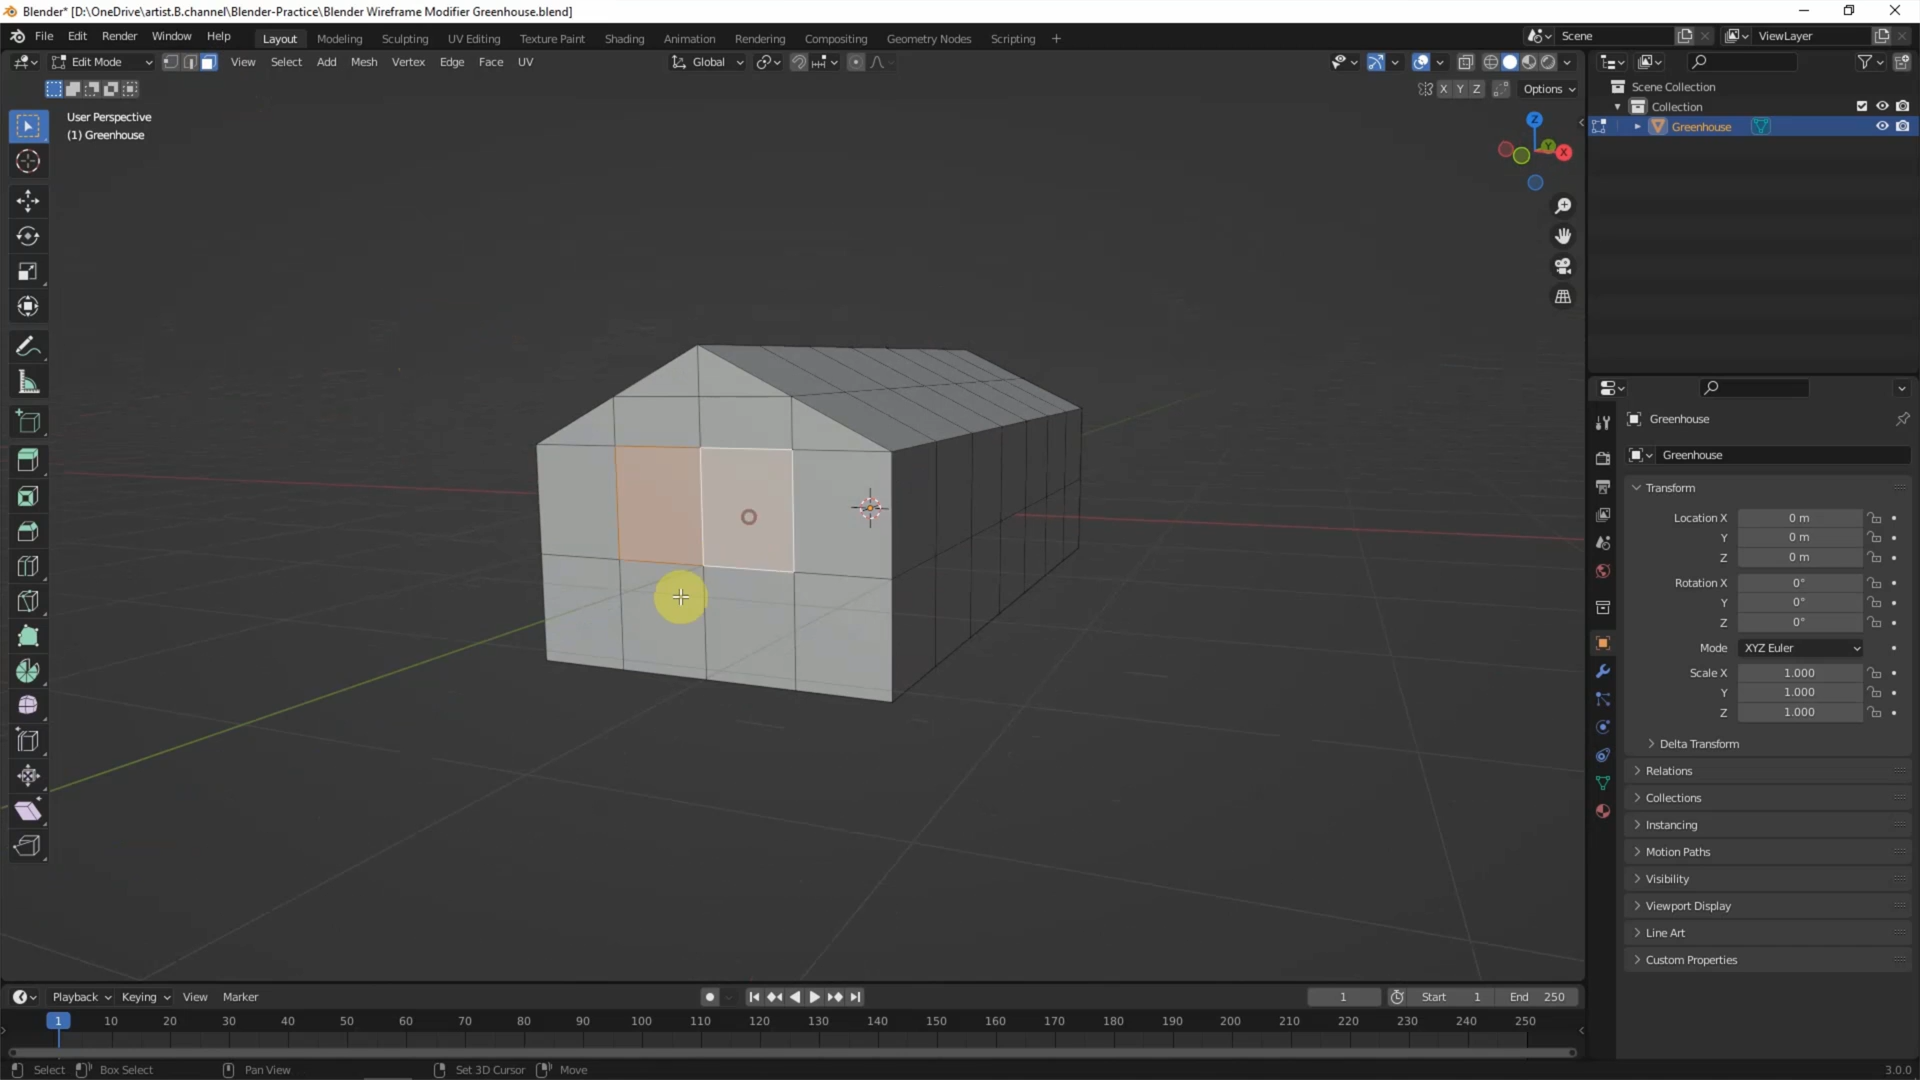 Blender* [D:\OneDrive\artist.B.channel\Blender-Practice\Blender Wireframe Modifier Greenhouse.blend]
File Edit Render Window Help Layout Modeling Sculpting UV Editing Texture Paint Shading Animation Rendering Compositing Geometry Nodes Scripting + Scene ViewLayer
Edit Mode View Select Add Mesh Vertex Edge Face UV Global
X Y Z Options
User Perspective
(1) Greenhouse
Z
Y
X
Scene Collection
Collection
Greenhouse
Greenhouse
Greenhouse
Transform
Location X 0 m
Y 0 m
Z 0 m
Rotation X 0°
Y 0°
Z 0°
Mode XYZ Euler
Scale X 1.000
Y 1.000
Z 1.000
Delta Transform
Relations
Collections
Instancing
Motion Paths
Visibility
Viewport Display
Line Art
Custom Properties
Playback Keying View Marker 1 Start 1 End 250
1 10 20 30 40 50 60 70 80 90 100 110 120 130 140 150 160 170 180 190 200 210 220 230 240 250
Select Box Select Pan View Set 3D Cursor Move 3.0.0